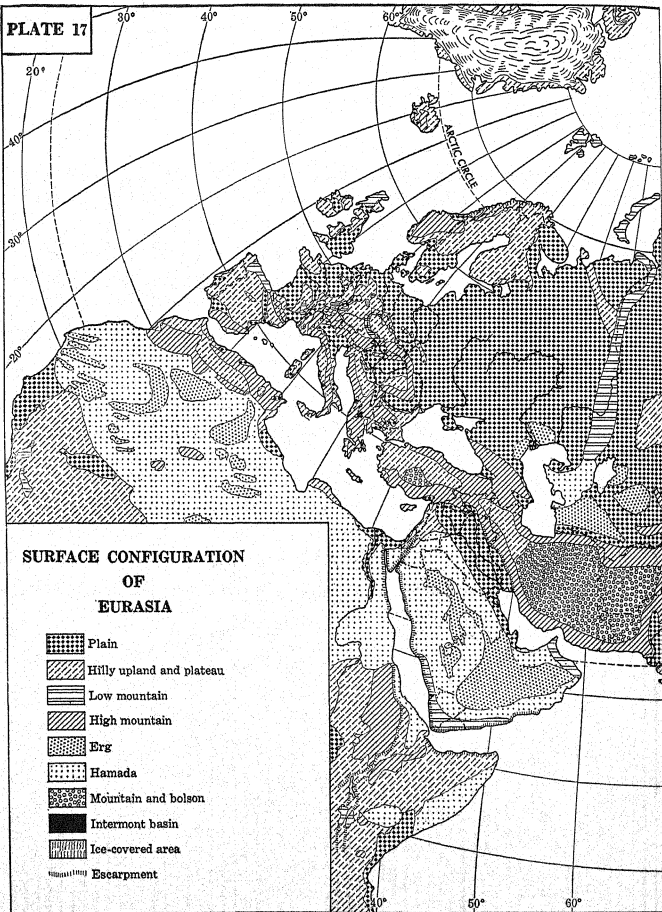 PLATE 17
30°
40°
50°
60°
20°
40°
30°
20°
ARCTIC CIRCLE
SURFACE CONFIGURATION
OF
EURASIA
Plain
Hilly upland and plateau
Low mountain
High mountain
Erg
Hamada
Mountain and bolson
Intermont basin
Ice-covered area
Escarpment
40°
50°
60°